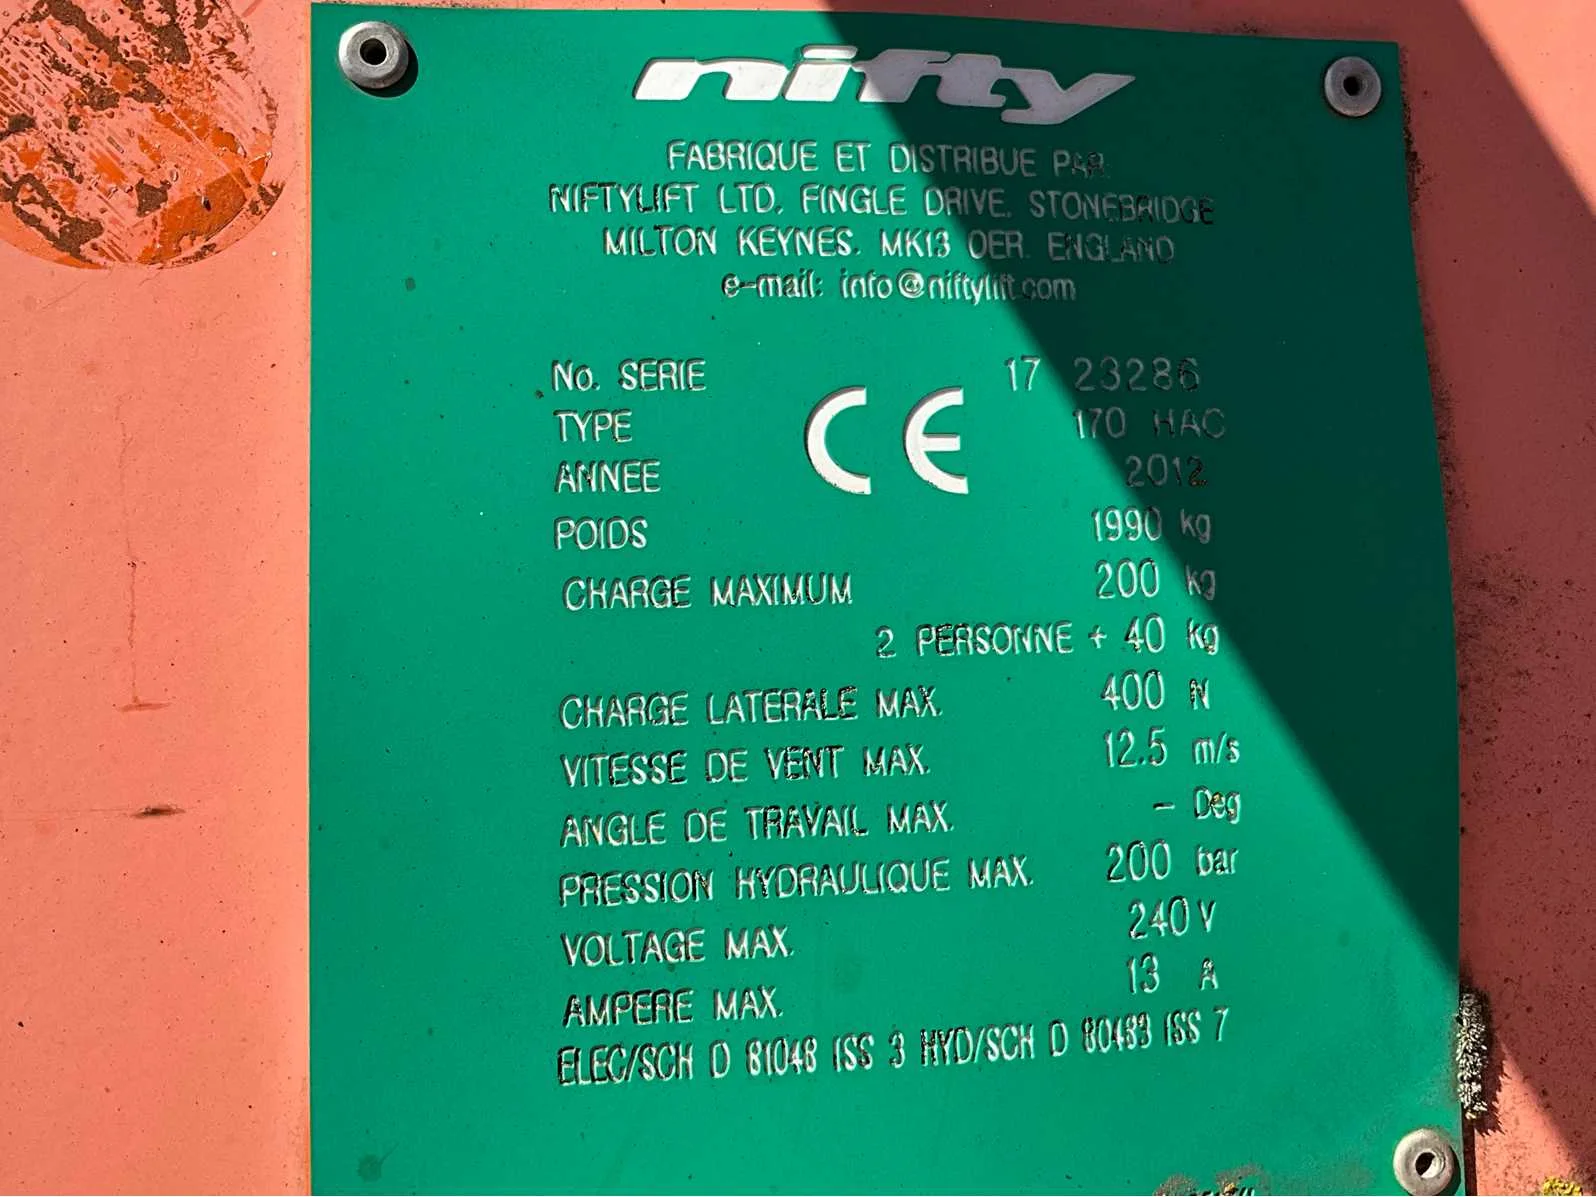 nifty
FABRIQUE ET DISTRIBUE PAR:
NIFTYLIFT LTD, FINGLE DRIVE, STONEBRIDGE
MILTON KEYNES, MK13 OER. ENGLAND
e-mail: info@niftylift.com
No. SERIE 17 23286
TYPE 170 HAC
ANNEE 2012
CE
POIDS 1990 kg
CHARGE MAXIMUM 200 kg
2 PERSONNE + 40 kg
CHARGE LATERALE MAX. 400 N
VITESSE DE VENT MAX. 12.5 m/s
ANGLE DE TRAVAIL MAX. - Deg
PRESSION HYDRAULIQUE MAX. 200 bar
VOLTAGE MAX. 240 V
AMPERE MAX. 13 A
ELEC/SCH D 81048 ISS 3 HYD/SCH D 80483 ISS 7